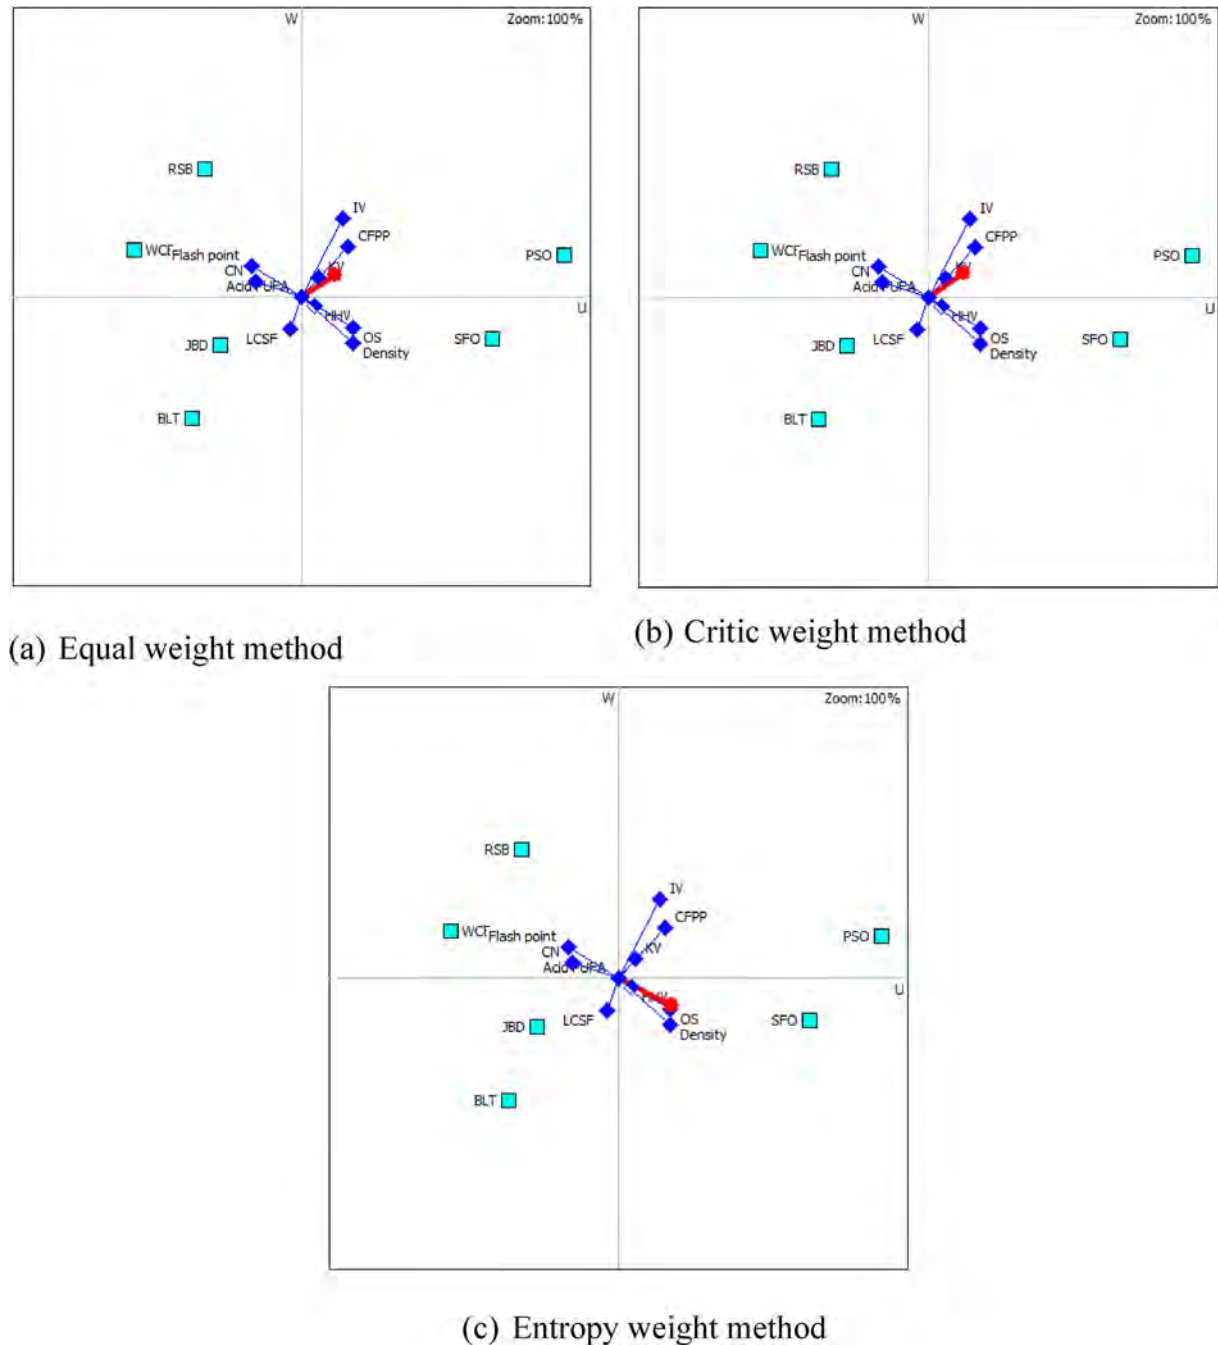 W
Zoom:100%
RSB
IV
CFPP
WCF
Flash point
PSO
CN
KV
Acid
UFA
U
HHV
LCSF
OS
JBD
SFO
Density
BLT
(a) Equal weight method
W
Zoom:100%
RSB
IV
CFPP
WCF
Flash point
PSO
CN
KV
Acid
UFA
U
HHV
LCSF
OS
JBD
SFO
Density
BLT
(b) Critic weight method
W
Zoom:100%
RSB
IV
CFPP
WCF
Flash point
PSO
CN
KV
Acid
UFA
U
HHV
LCSF
OS
JBD
SFO
Density
BLT
(c) Entropy weight method